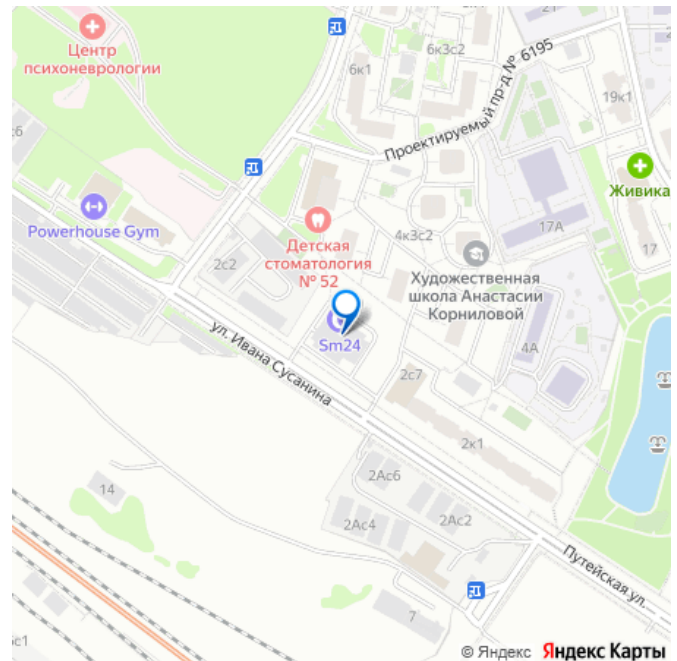 Центр
психоневрологии
6к3с2
6к1
21
Проектируемый пр-д № 6195
19к1
с6
Живика
Powerhouse Gym
Детская
стоматология
№ 52
2с2
4к3с2
17А
17
Художественная
школа Анастасии
Корниловой
Sm24
ул. Ивана Сусанина
4А
2с7
2к1
14
2Ас6
2Ас4
2Ас2
Путейская ул.
7
с1
© Яндекс Яндекс Карты